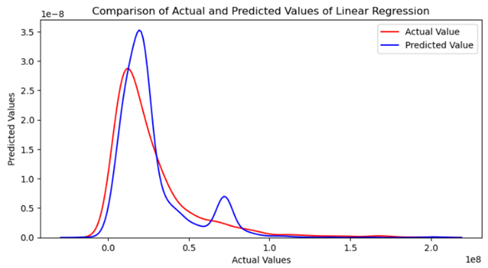 Comparison of Actual and Predicted Values of Linear Regression
1e−8
Actual Value
Predicted Value
Predicted Values
3.5
3.0
2.5
2.0
1.5
1.0
0.5
0.0
0.0 0.5 1.0 1.5 2.0
1e8
Actual Values